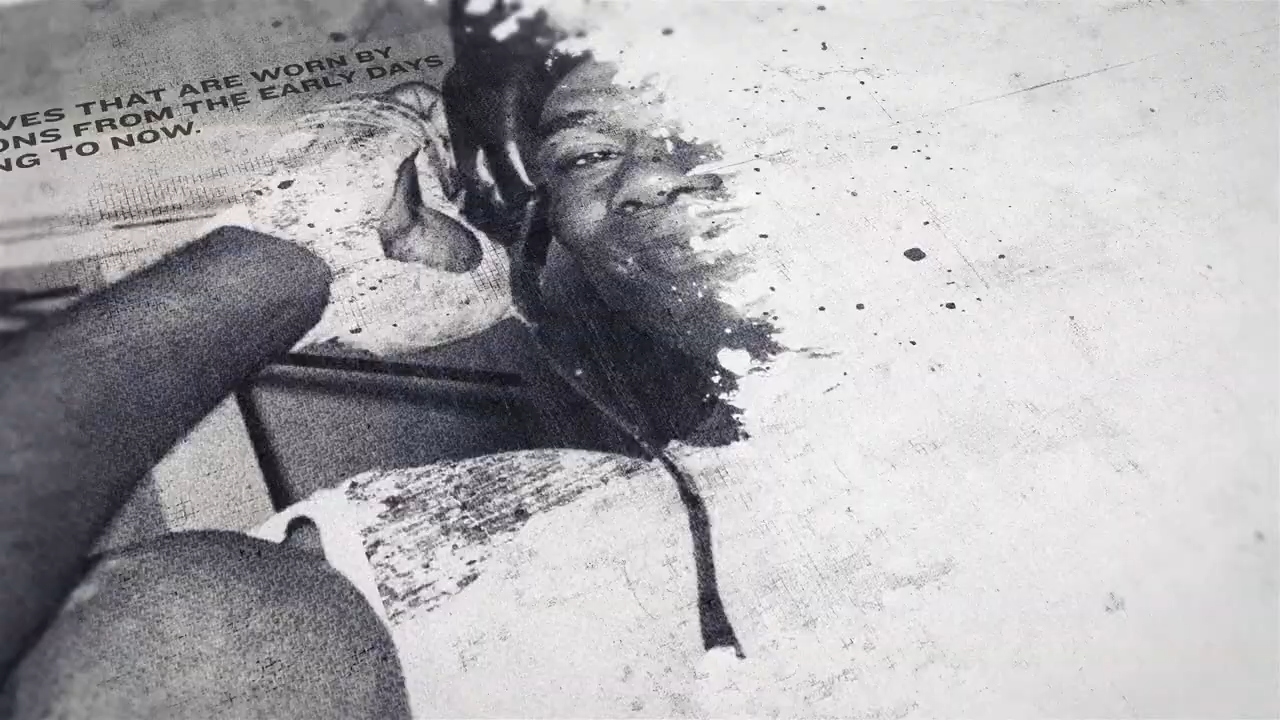 VES THAT ARE WORN BY
ONS FROM THE EARLY DAYS
NG TO NOW.